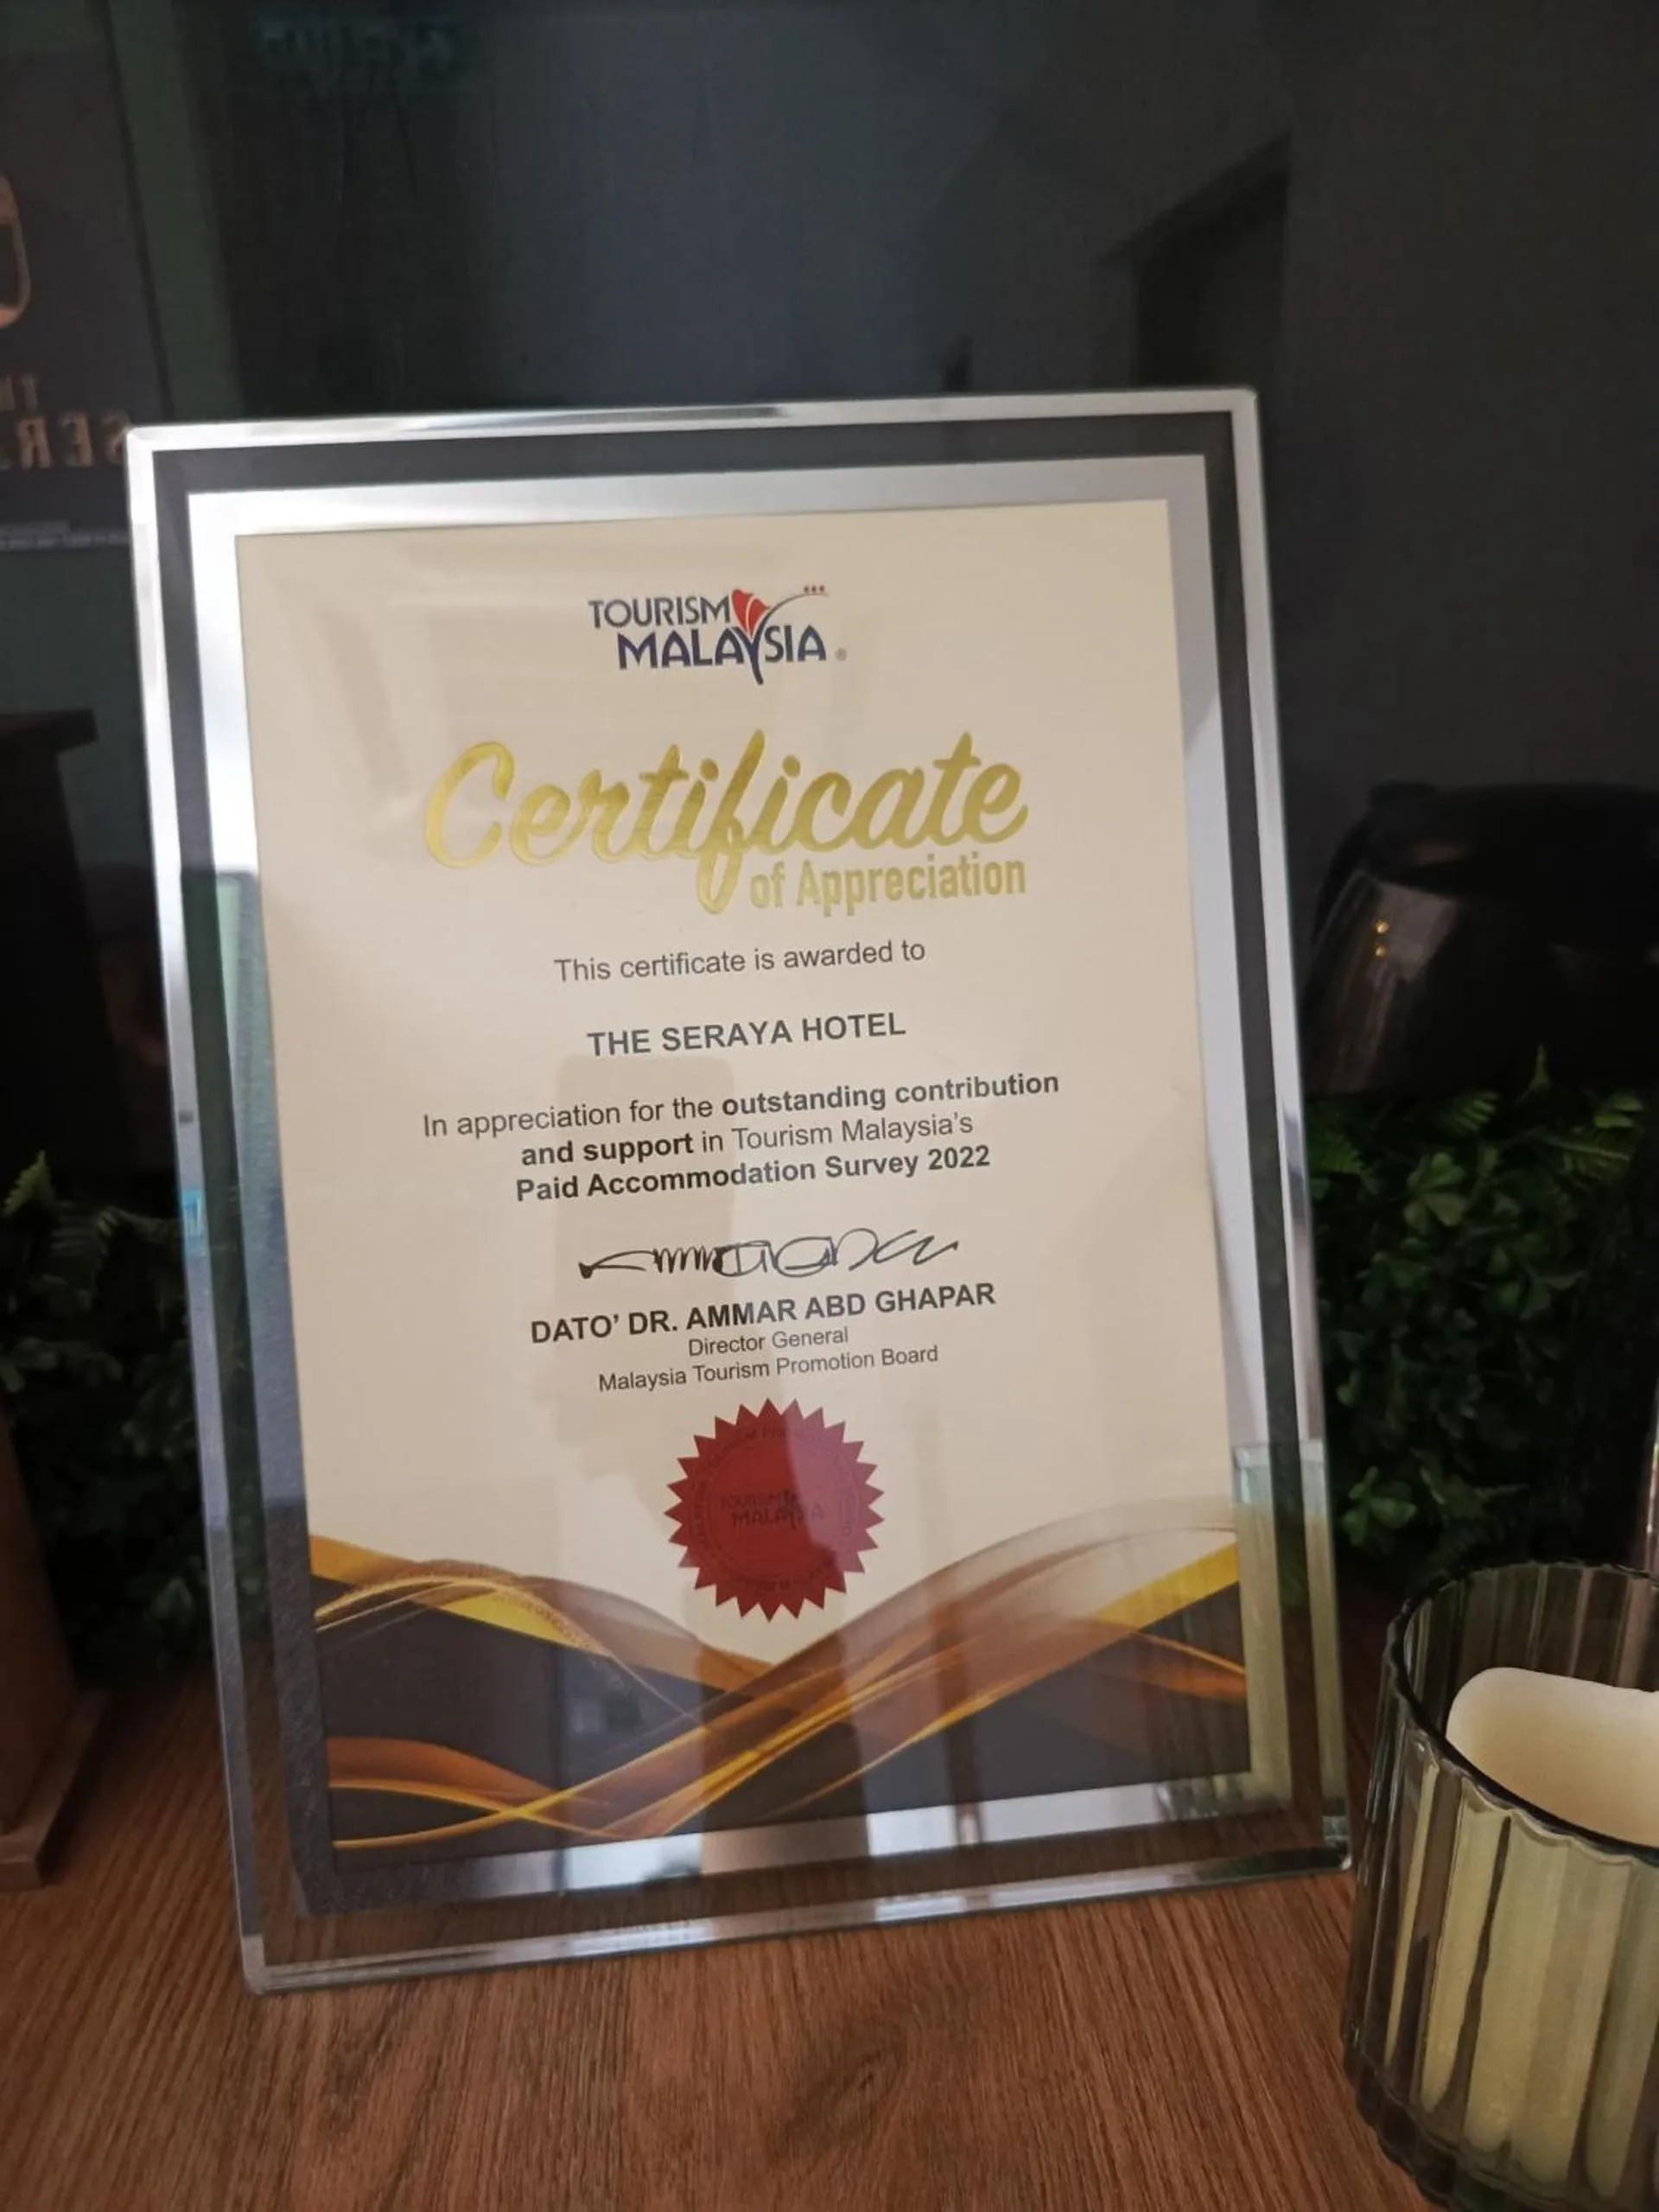 TOURISM
MALAYSIA
Certificate
of Appreciation
This certificate is awarded to
THE SERAYA HOTEL
In appreciation for the outstanding contribution
and support in Tourism Malaysia's
Paid Accommodation Survey 2022
DATO' DR. AMMAR ABD GHAPAR
Director General
Malaysia Tourism Promotion Board
TOURISM
MALAYSIA